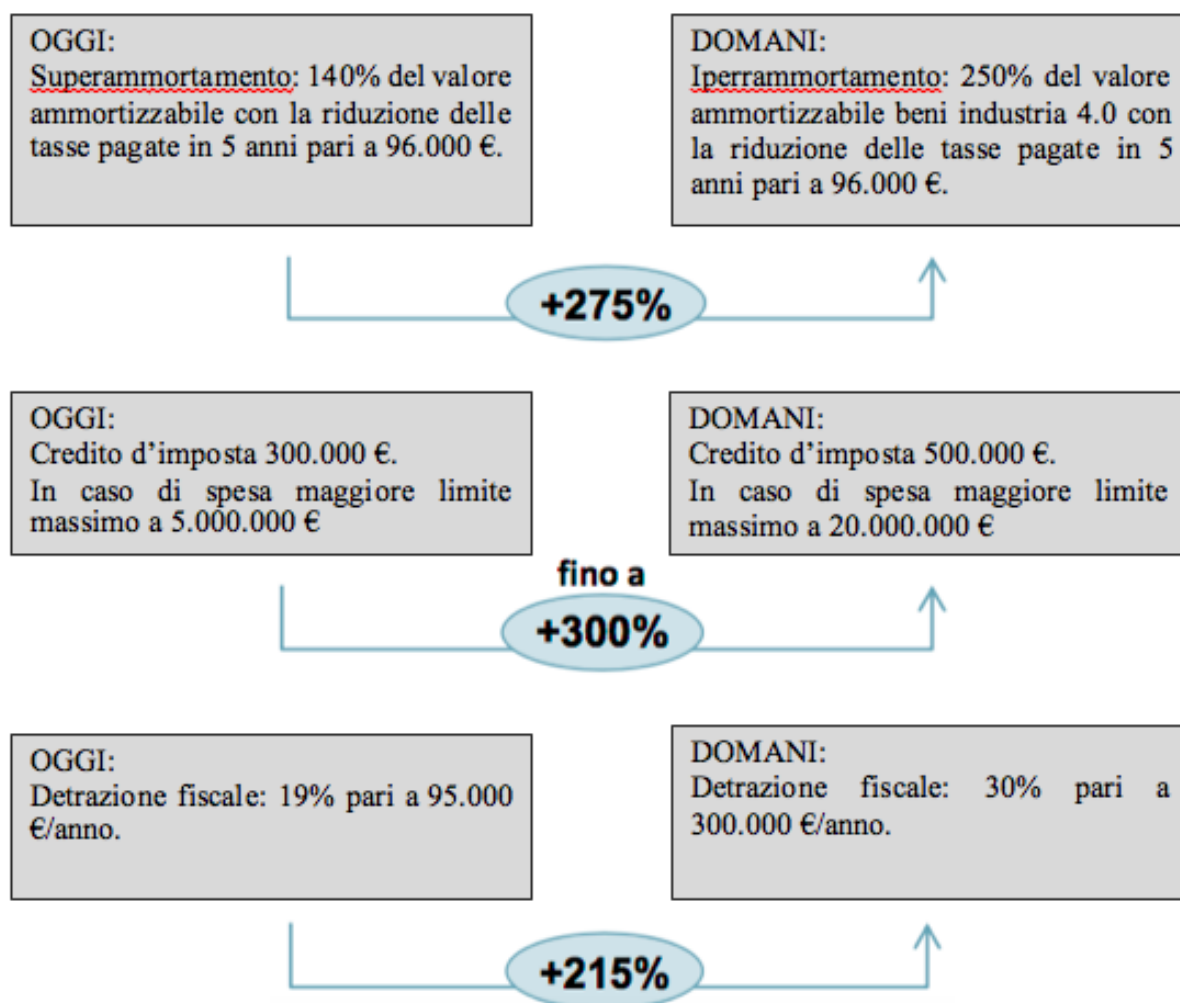 OGGI:
Superammortamento: 140% del valore
ammortizzabile con la riduzione delle
tasse pagate in 5 anni pari a 96.000 €.
DOMANI:
Iperrammortamento: 250% del valore
ammortizzabile beni industria 4.0 con
la riduzione delle tasse pagate in 5
anni pari a 96.000 €.
+275%
OGGI:
Credito d’imposta 300.000 €.
In caso di spesa maggiore limite
massimo a 5.000.000 €
DOMANI:
Credito d’imposta 500.000 €.
In caso di spesa maggiore limite
massimo a 20.000.000 €
fino a
+300%
OGGI:
Detrazione fiscale: 19% pari a 95.000
€/anno.
DOMANI:
Detrazione fiscale: 30% pari a
300.000 €/anno.
+215%